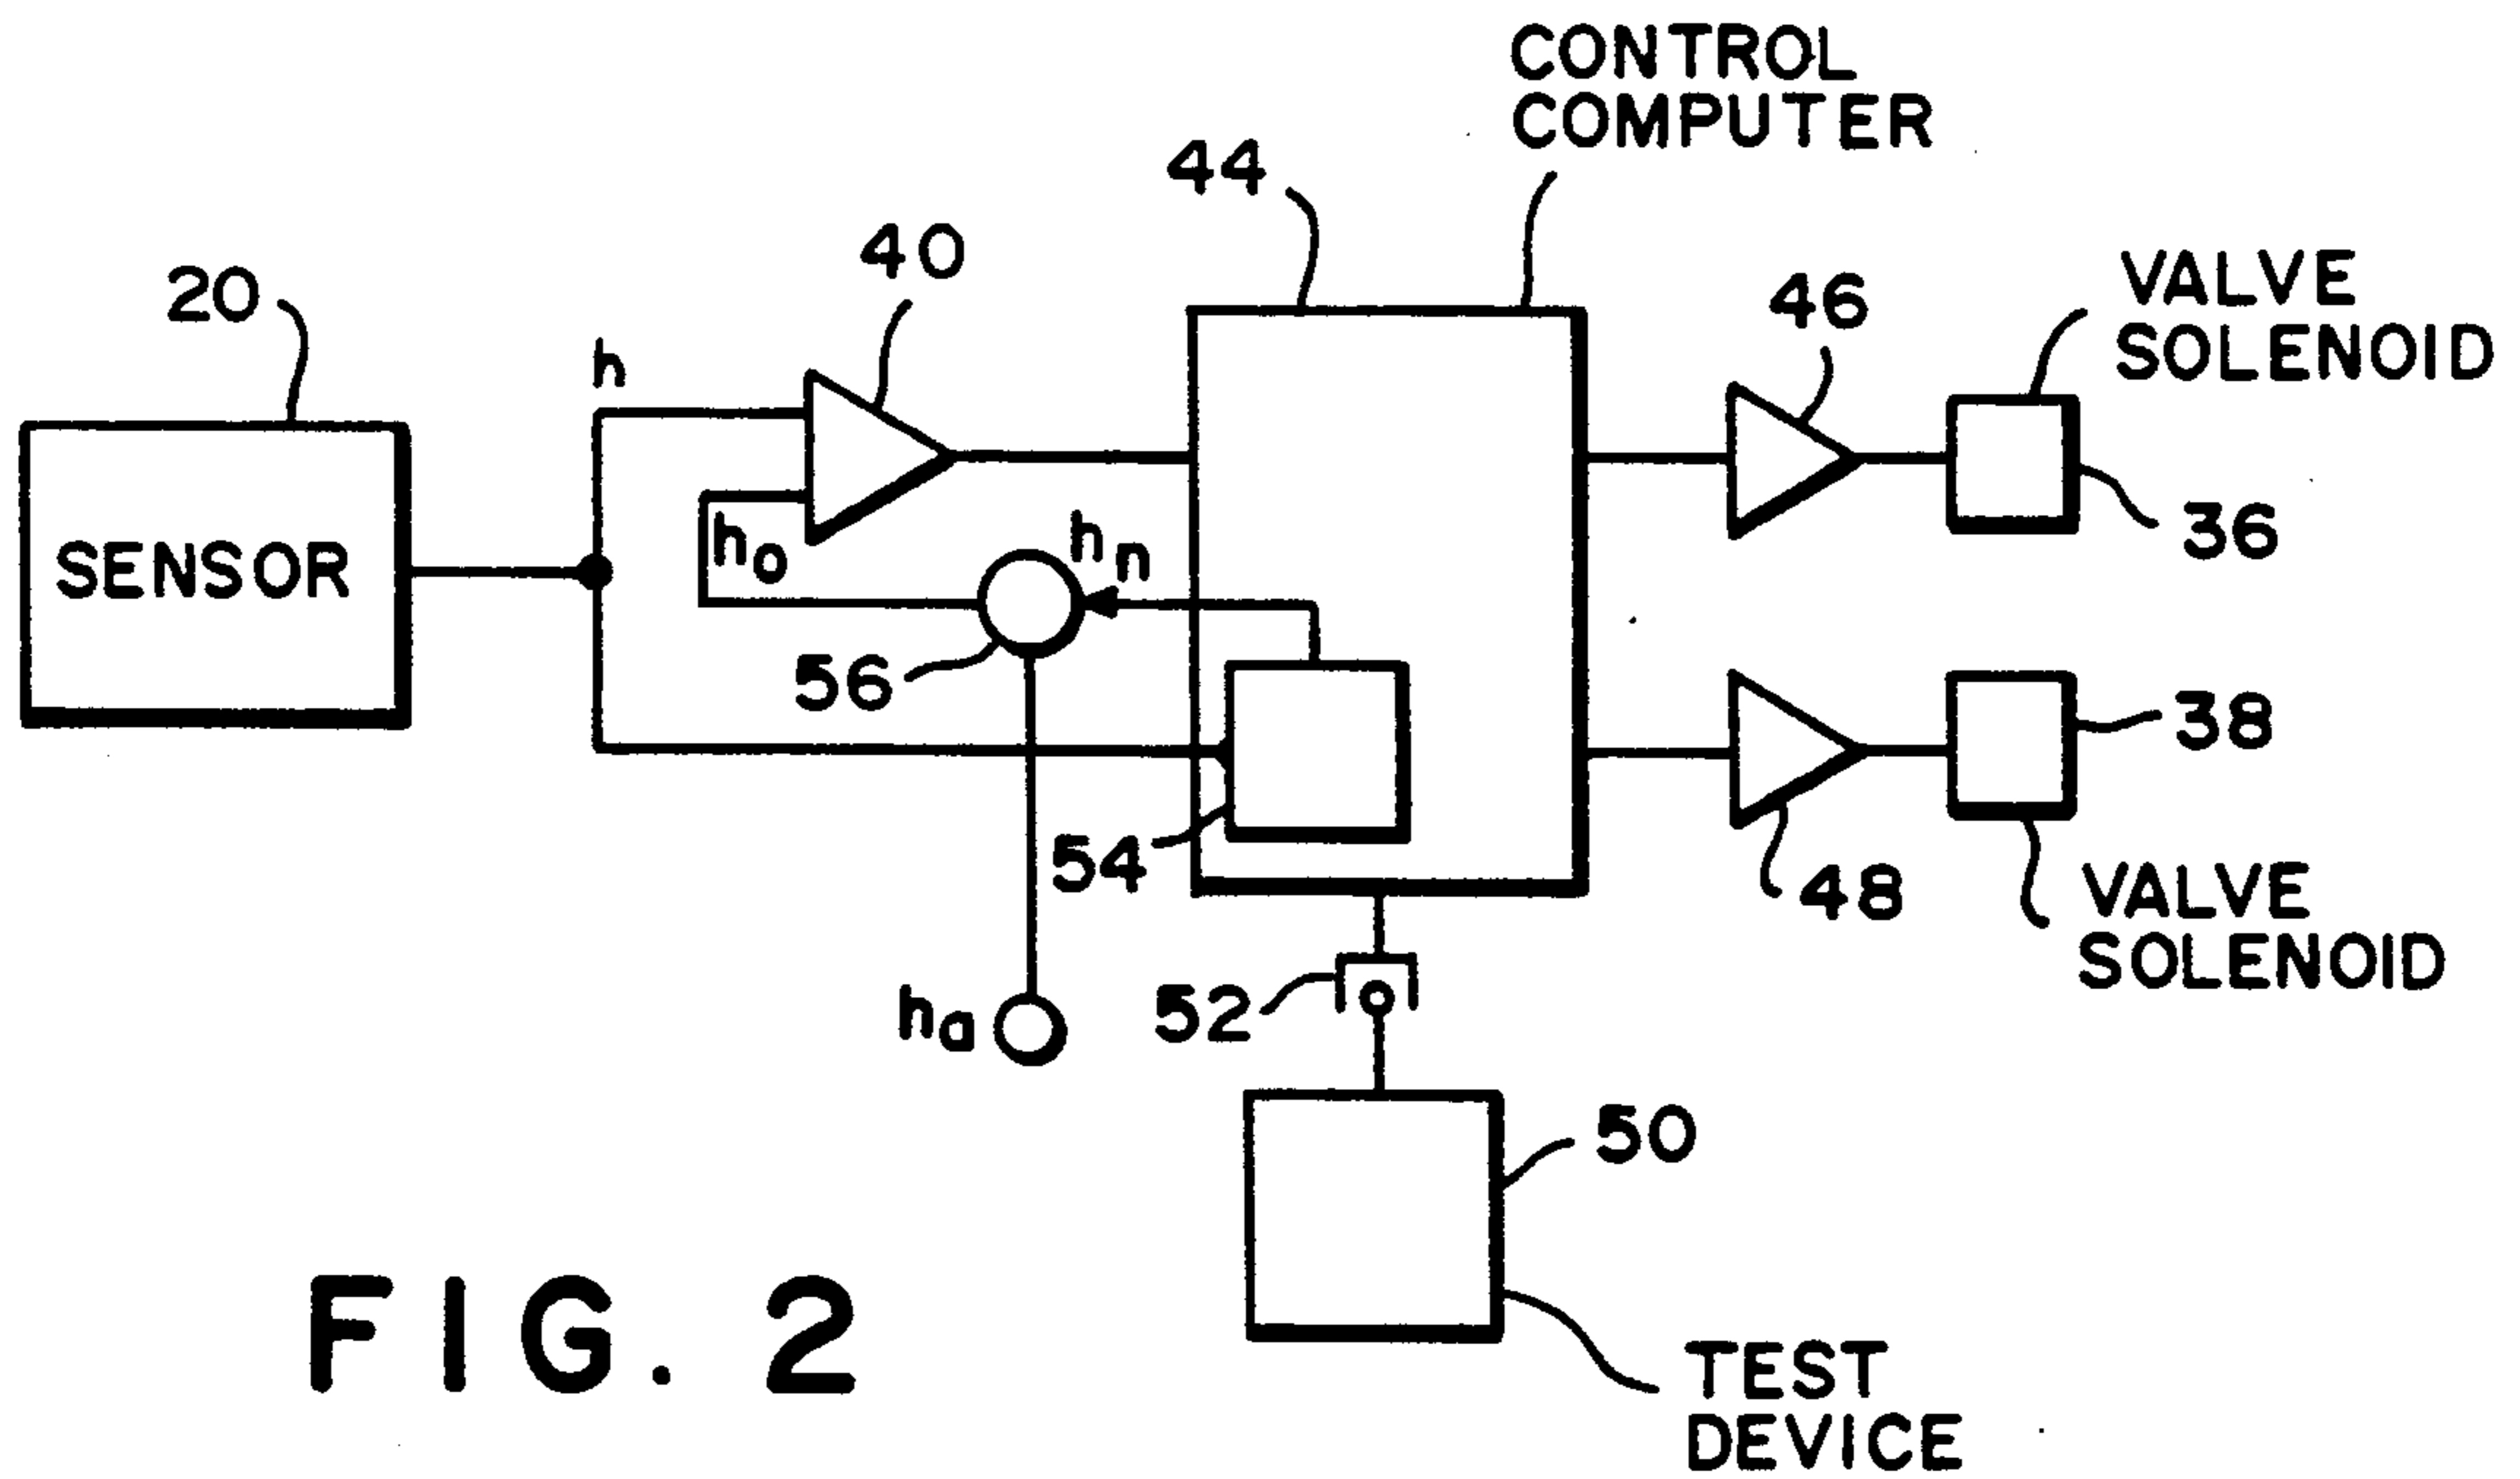 CONTROL
COMPUTER
44
40
20
46
VALVE
SOLENOID
h
36
SENSOR
ho
hn
56
38
54
48
VALVE
SOLENOID
ha
52
50
FIG. 2
TEST
DEVICE